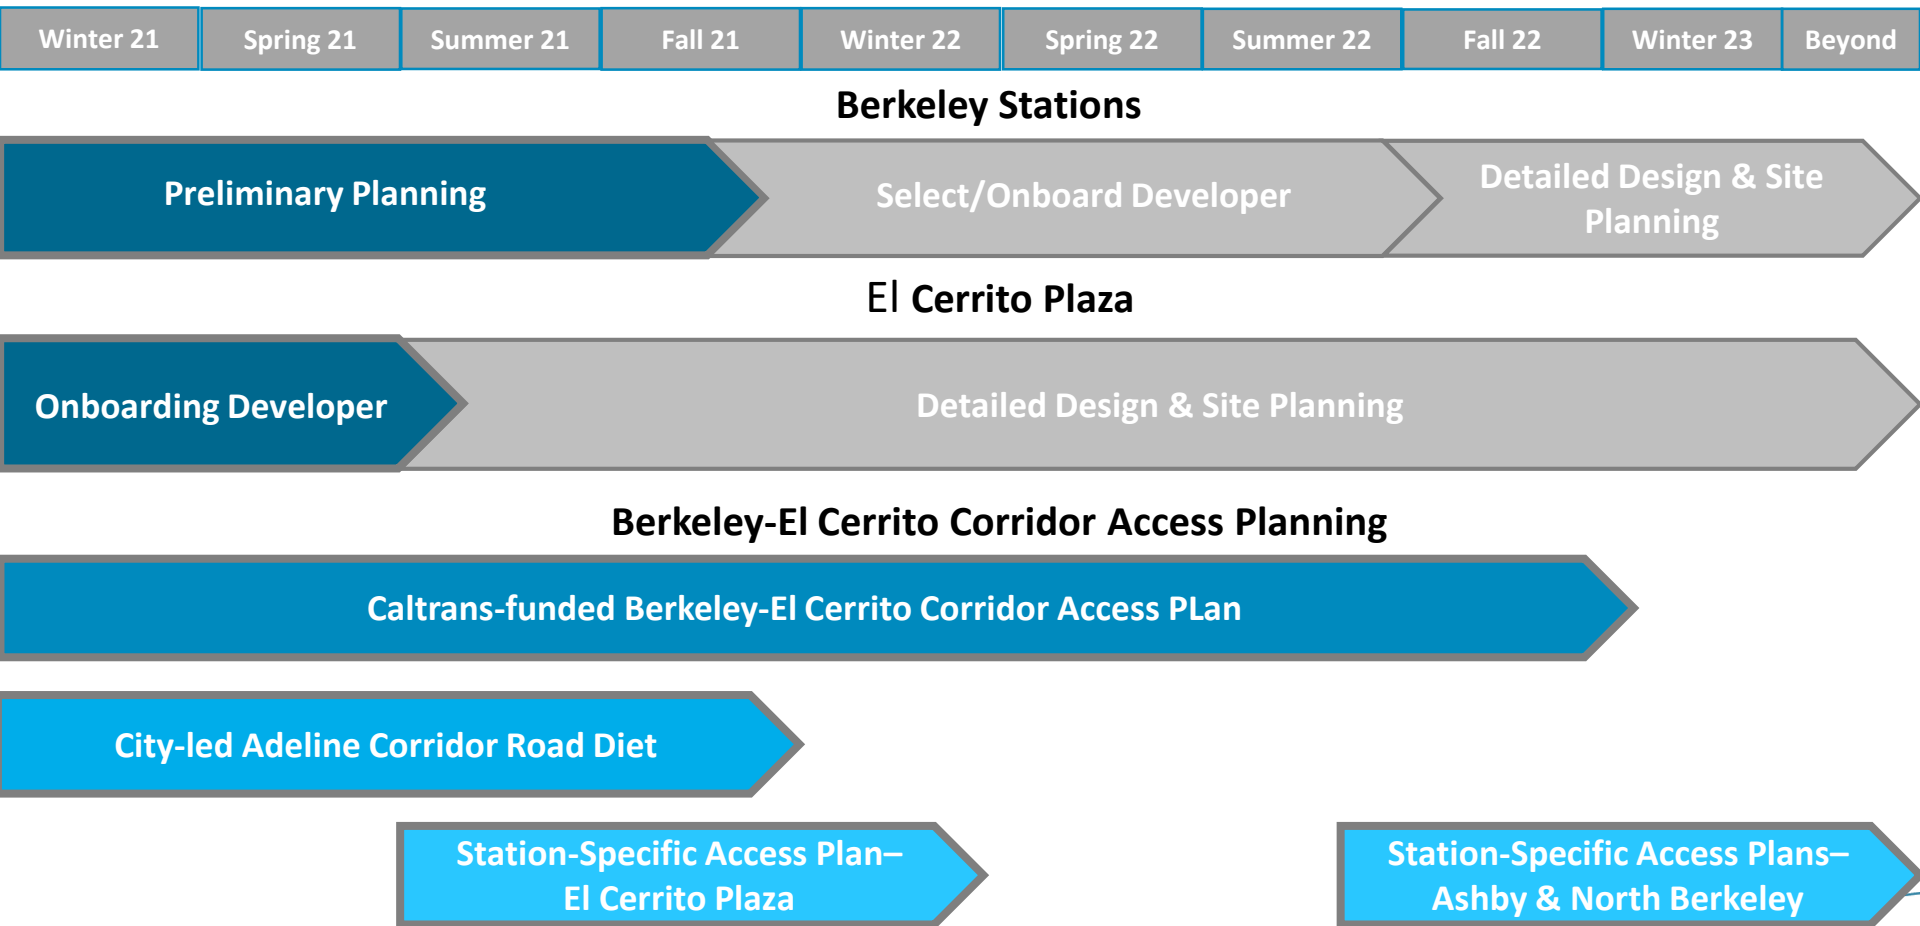 Winter 21 Spring 21 Summer 21 Fall 21 Winter 22 Spring 22 Summer 22 Fall 22 Winter 23 Beyond
Berkeley Stations
Preliminary Planning
Select/Onboard Developer
Detailed Design & Site
Planning
El Cerrito Plaza
Onboarding Developer
Detailed Design & Site Planning
Berkeley-El Cerrito Corridor Access Planning
Caltrans-funded Berkeley-El Cerrito Corridor Access PLan
City-led Adeline Corridor Road Diet
Station-Specific Access Plan–
El Cerrito Plaza
Station-Specific Access Plans–
Ashby & North Berkeley